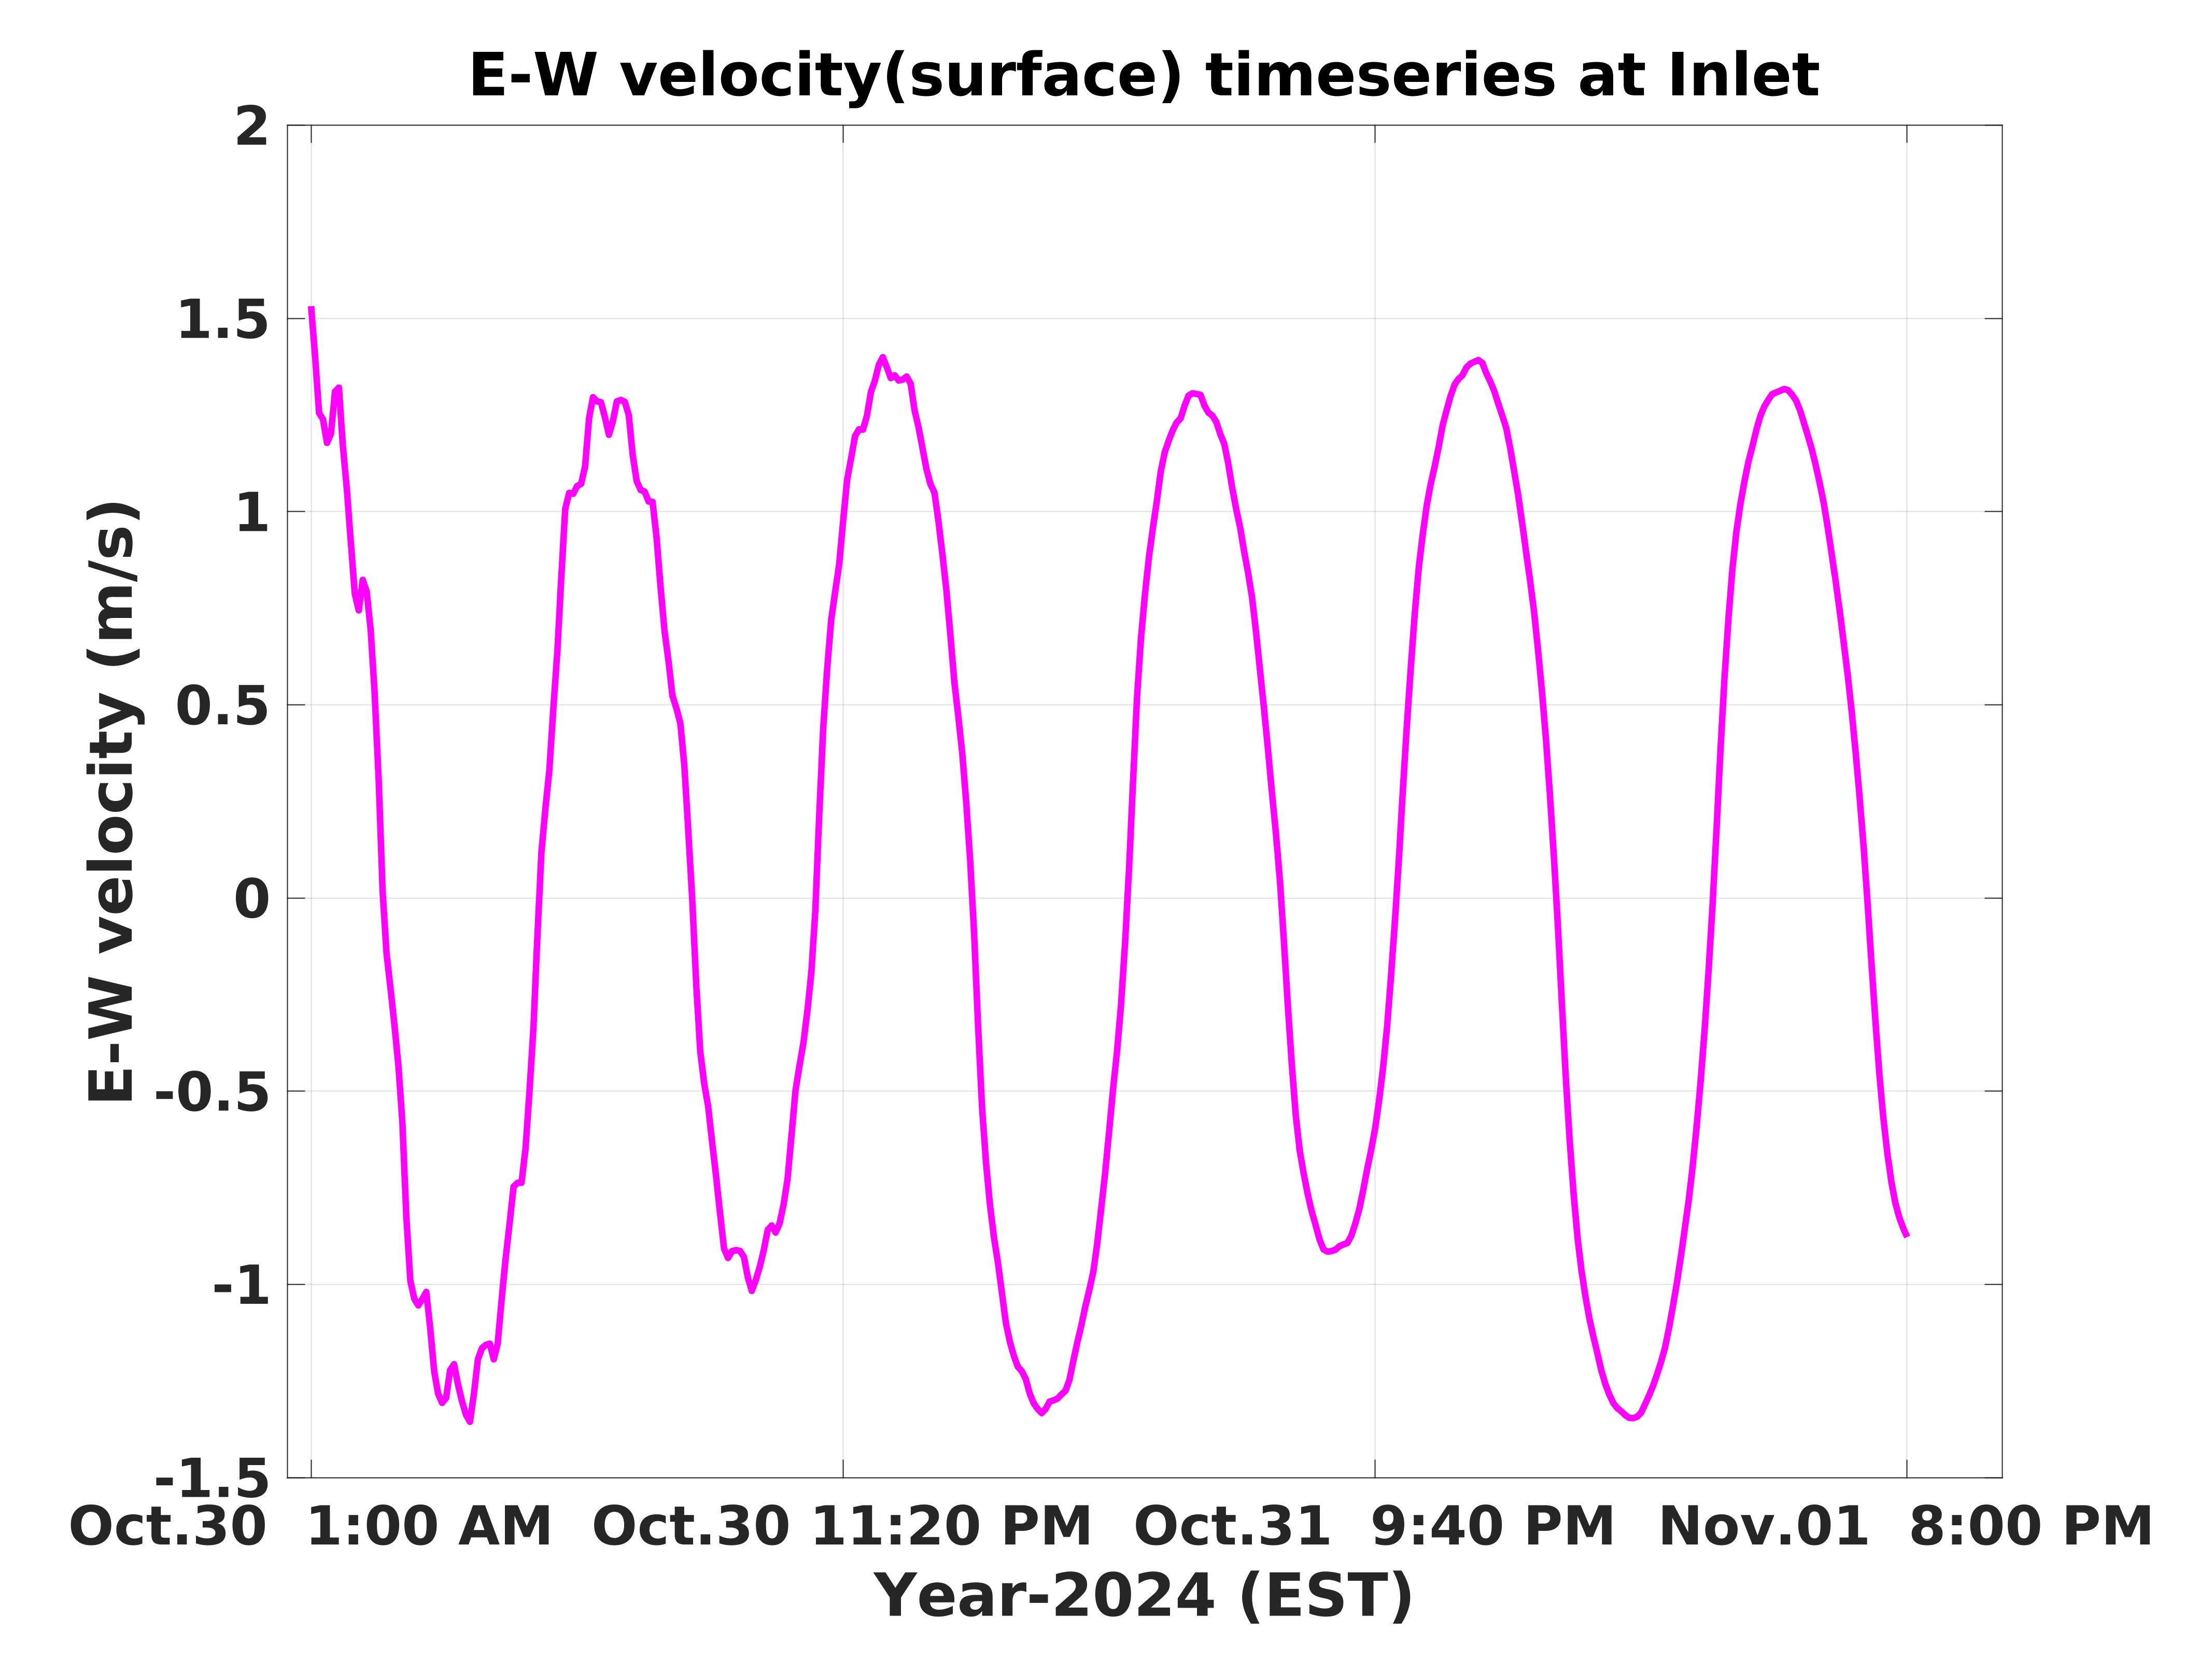 E-W velocity(surface) timeseries at Inlet
2
1.5
1
0.5
0
-0.5
-1
-1.5
E-W velocity (m/s)
Oct.30 1:00 AM Oct.30 11:20 PM Oct.31 9:40 PM Nov.01 8:00 PM
Year-2024 (EST)